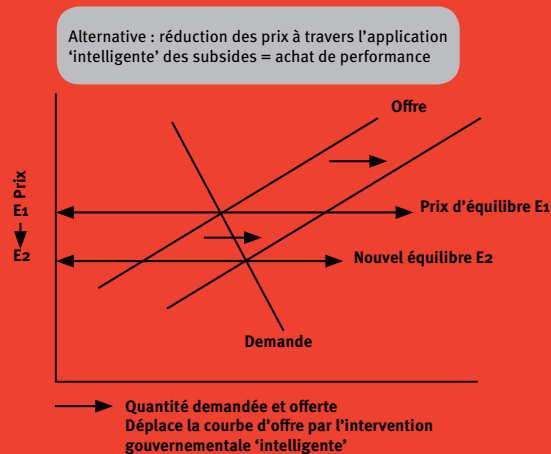 Alternative : réduction des prix à travers l’application
‘intelligente’ des subsides = achat de performance
Offre
Prix
E1
Prix d’équilibre E1
E2
Nouvel équilibre E2
Demande
Quantité demandée et offerte
Déplace la courbe d’offre par l’intervention
gouvernementale ‘intelligente’